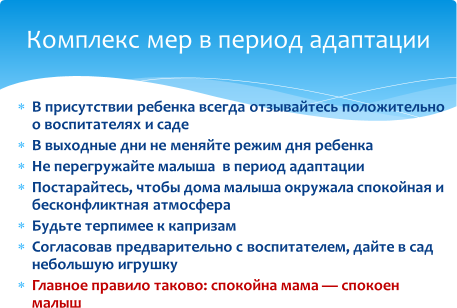 Комплекс мер в период адаптации
В присутствии ребенка всегда отзывайтесь положительно
о воспитателях и саде
В выходные дни не меняйте режим дня ребенка
Не перегружайте малыша в период адаптации
Постарайтесь, чтобы дома малыша окружала спокойная и
бесконфликтная атмосфера
Будьте терпимее к капризам
Согласовав предварительно с воспитателем, дайте в сад
небольшую игрушку
Главное правило таково: спокойна мама — спокоен
малыш